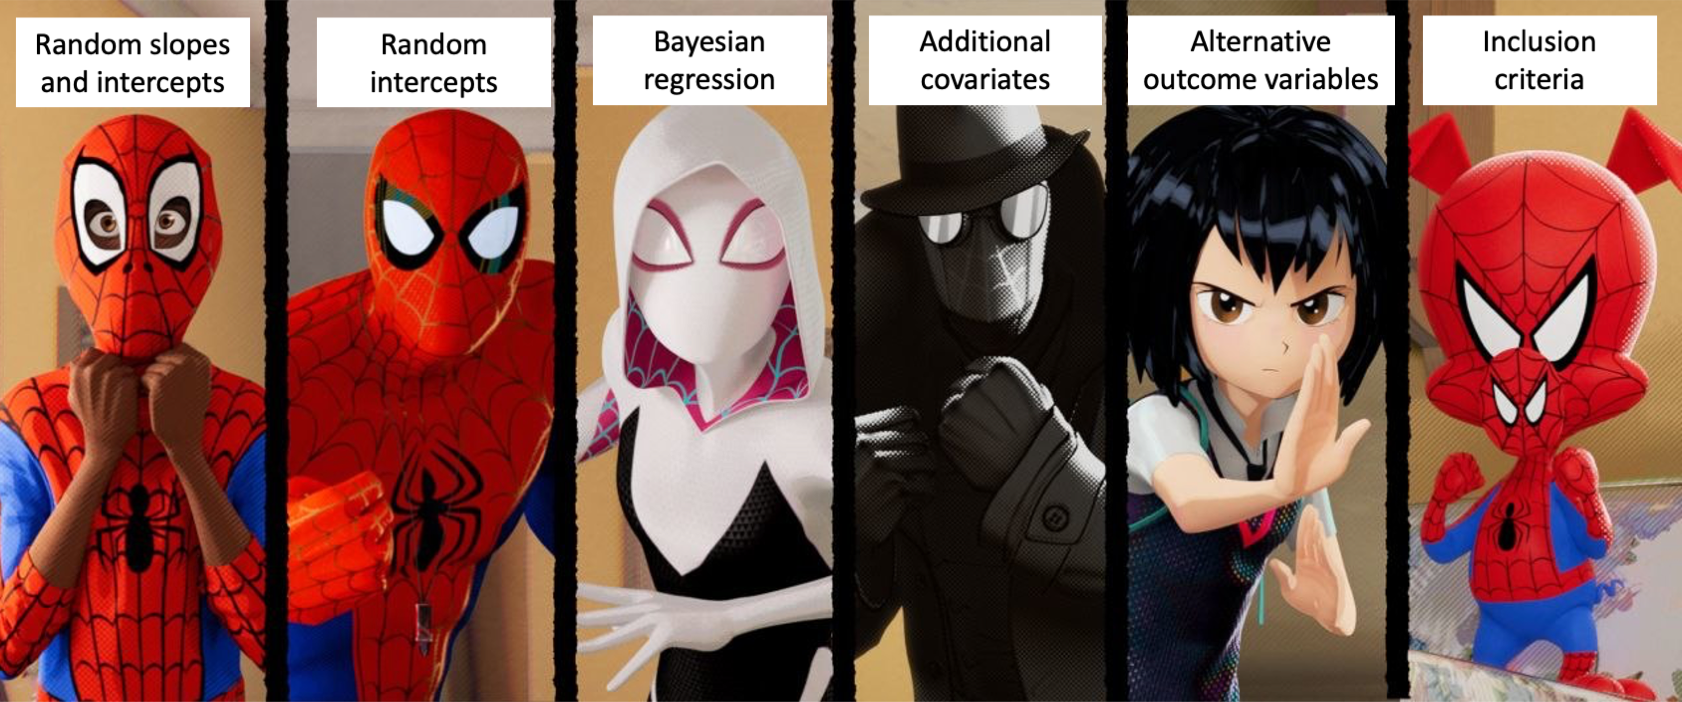 Random slopes
and intercepts
Random
intercepts
Bayesian
regression
Additional
covariates
Alternative
outcome variables
Inclusion
criteria